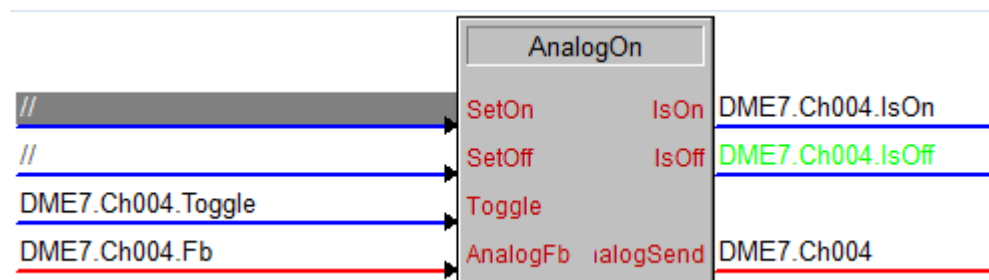 AnalogOn
// SetOn IsOn DME7.Ch004.IsOn
// SetOff IsOff DME7.Ch004.IsOff
DME7.Ch004.Toggle Toggle
DME7.Ch004.Fb AnalogFb alogSend DME7.Ch004